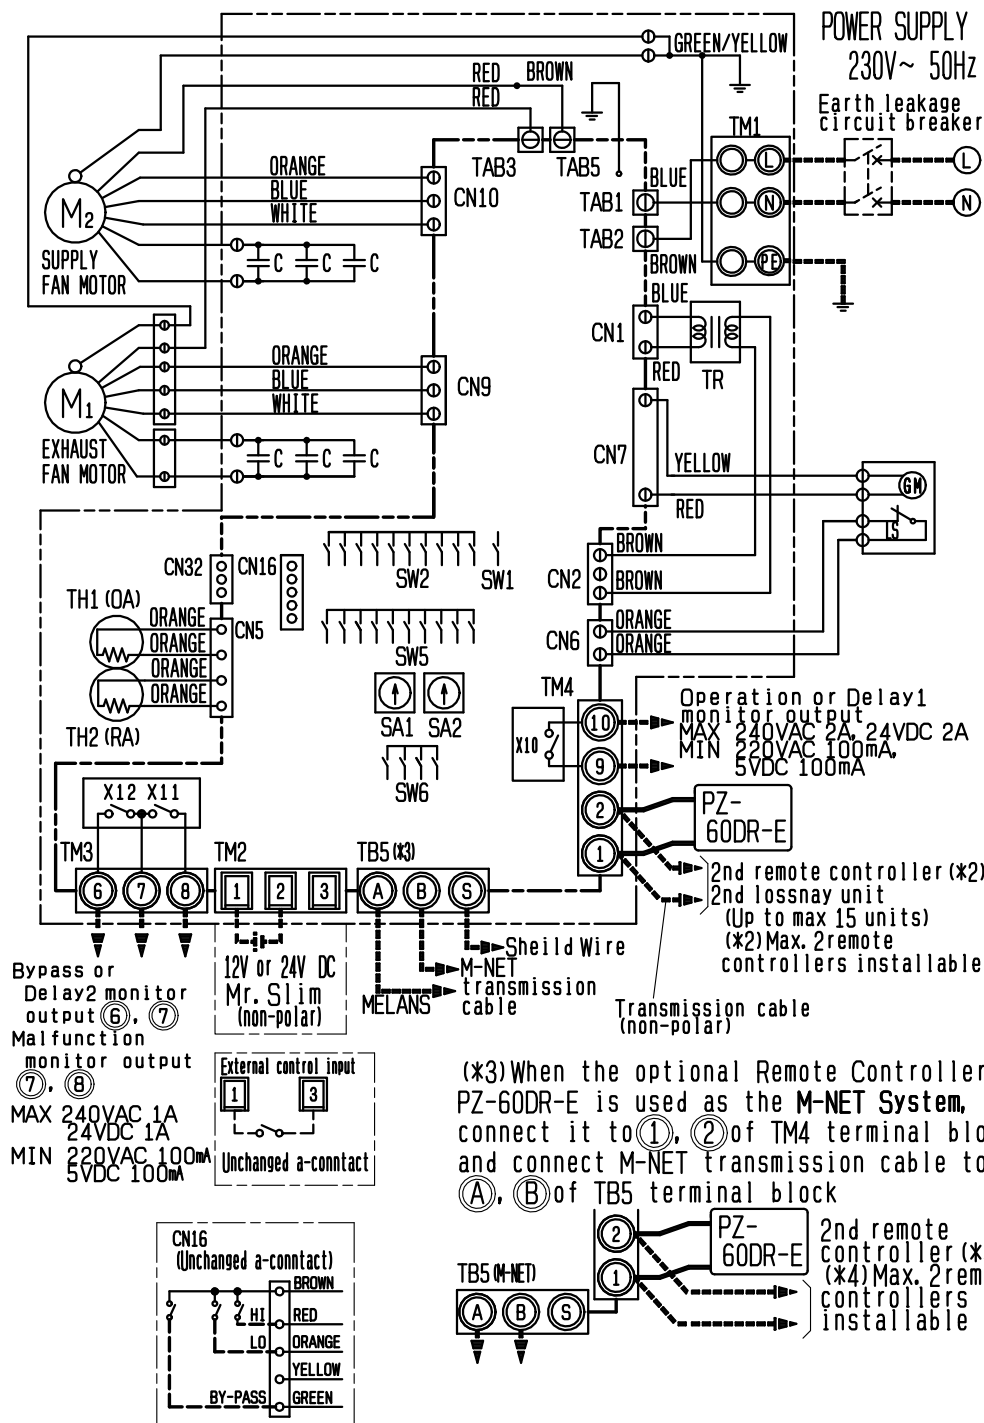 POWER SUPPLY
230V~ 50Hz
GREEN/YELLOW
RED
BROWN
RED
Earth leakage
circuit breaker
TM1
TAB3
TAB5
L
L
ORANGE
BLUE
WHITE
CN10
BLUE
TAB1
N
N
M2
TAB2
SUPPLY
FAN MOTOR
C
C
C
BROWN
PE
BLUE
CN1
RED
TR
ORANGE
BLUE
WHITE
CN9
M1
EXHAUST
FAN MOTOR
C
C
C
CN7
YELLOW
RED
GM
LS
BROWN
CN2
BROWN
CN32
CN16
SW2
SW1
TH1 (OA)
ORANGE
ORANGE
ORANGE
ORANGE
CN5
TH2 (RA)
SW5
CN6
ORANGE
ORANGE
SA1
SA2
SW6
TM4
X10
10
9
2
1
Operation or Delay1
monitor output
MAX 240VAC 2A, 24VDC 2A
MIN 220VAC 100mA,
5VDC 100mA
PZ-
60DR-E
X12 X11
TM3
6
7
8
TM2
1
2
3
TB5 (*3)
A
B
S
2nd remote controller (*2)
2nd lossnay unit
(Up to max 15 units)
(*2) Max. 2remote
controllers installable
Transmission cable
(non-polar)
Sheild Wire
M-NET
transmission
cable
MELANS
12V or 24V DC
Mr. Slim
(non-polar)
Bypass or
Delay2 monitor
output 6, 7
Malfunction
monitor output
7, 8
MAX 240VAC 1A
24VDC 1A
MIN 220VAC 100mA
5VDC 100mA
External control input
1
3
Unchanged a-conntact
(*3) When the optional Remote Controller
PZ-60DR-E is used as the M-NET System,
connect it to 1, 2 of TM4 terminal blo
and connect M-NET transmission cable to
A, B of TB5 terminal block
CN16
(Unchanged a-conntact)
BROWN
HI
RED
LO
ORANGE
YELLOW
BY-PASS
GREEN
TB5 (M-NET)
A
B
S
2
1
PZ-
60DR-E
2nd remote
controller (*
(*4) Max. 2rem
controllers
installable